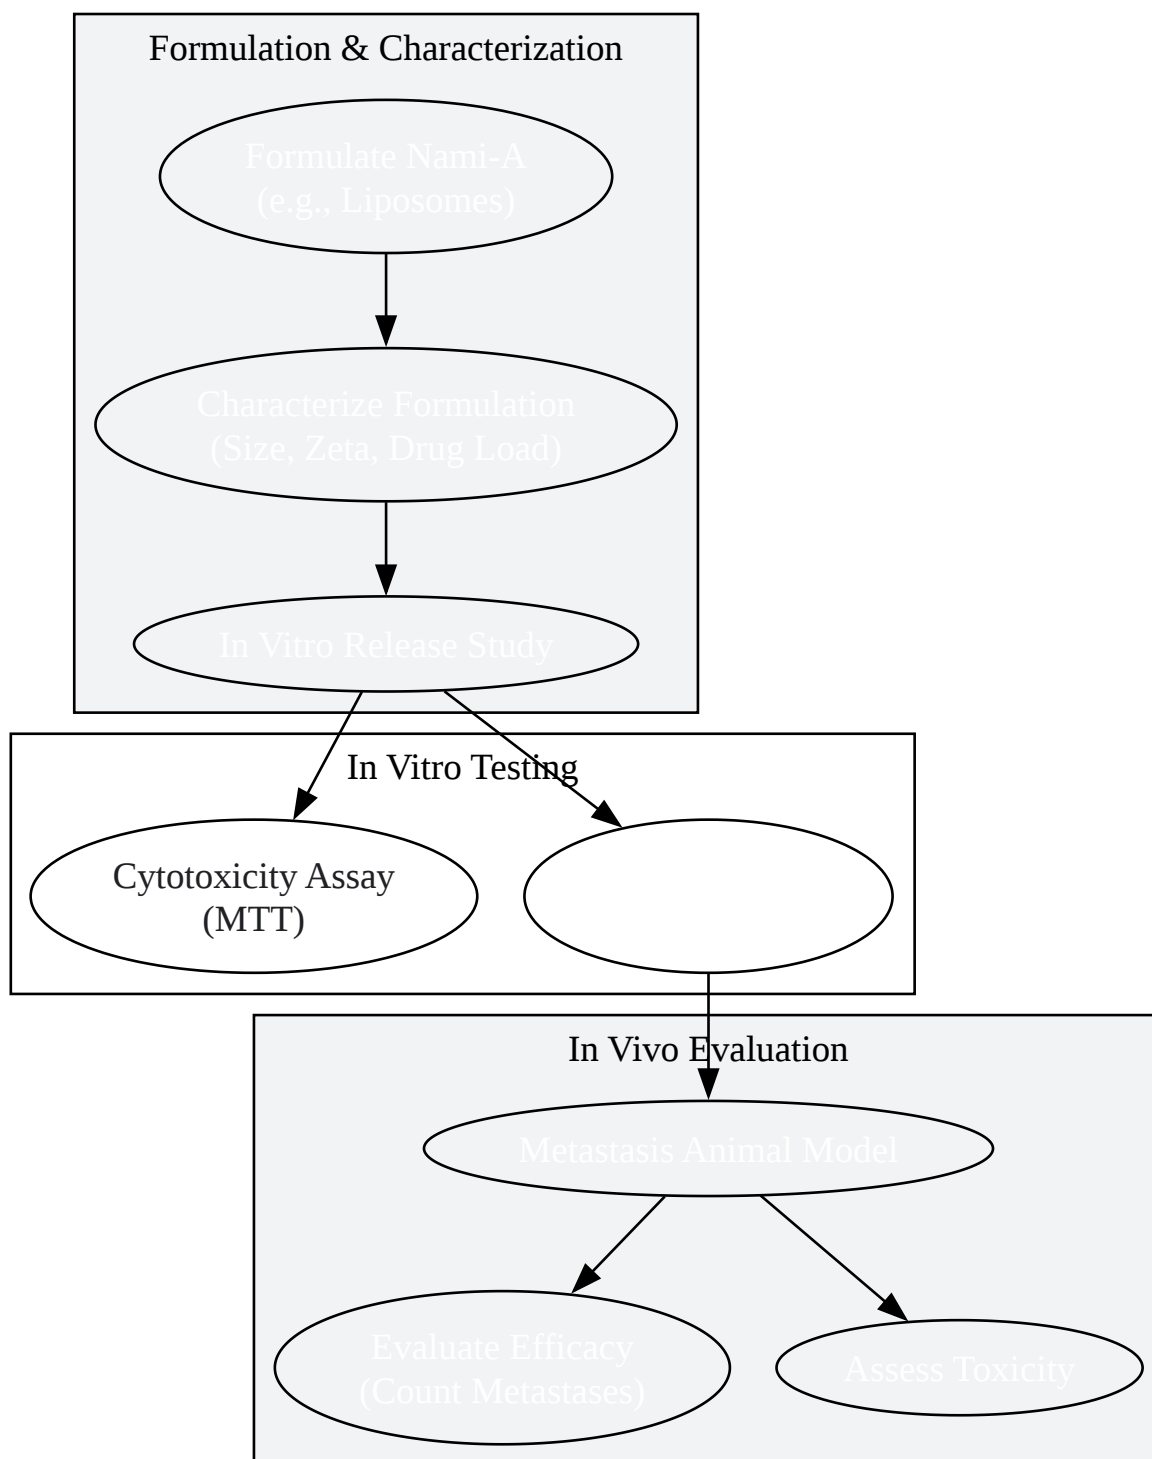 Formulation & Characterization
Formulate Nami-A
(e.g., Liposomes)
Characterize Formulation
(Size, Zeta, Drug Load)
In Vitro Release Study
In Vitro Testing
Cytotoxicity Assay
(MTT)
In Vivo Evaluation
Metastasis Animal Model
Evaluate Efficacy
(Count Metastases)
Assess Toxicity